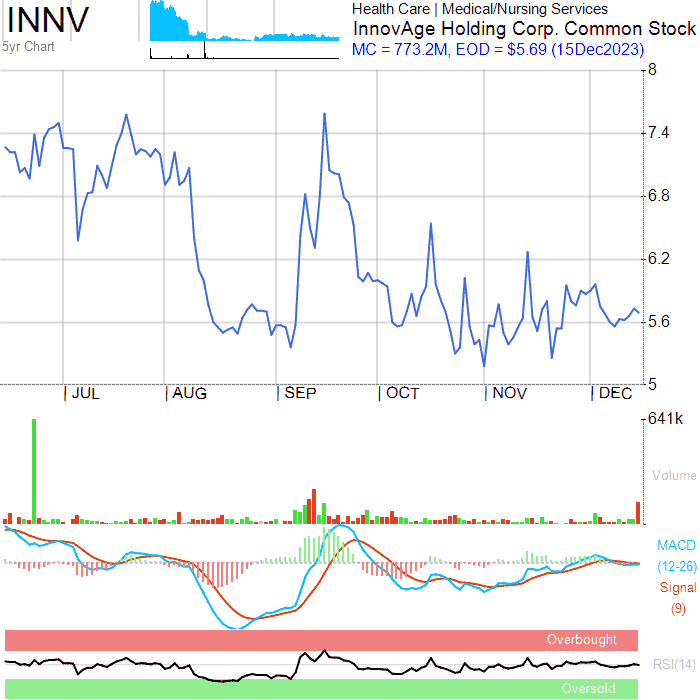 INNV
5yr Chart
Health Care | Medical/Nursing Services
InnovAge Holding Corp. Common Stock
MC = 773.2M, EOD = $5.69 (15Dec2023)
8
7.4
6.8
6.2
5.6
5
JUL AUG SEP OCT NOV DEC
641k
Volume
MACD
(12-26)
Signal
(9)
Overbought
RSI(14)
Oversold